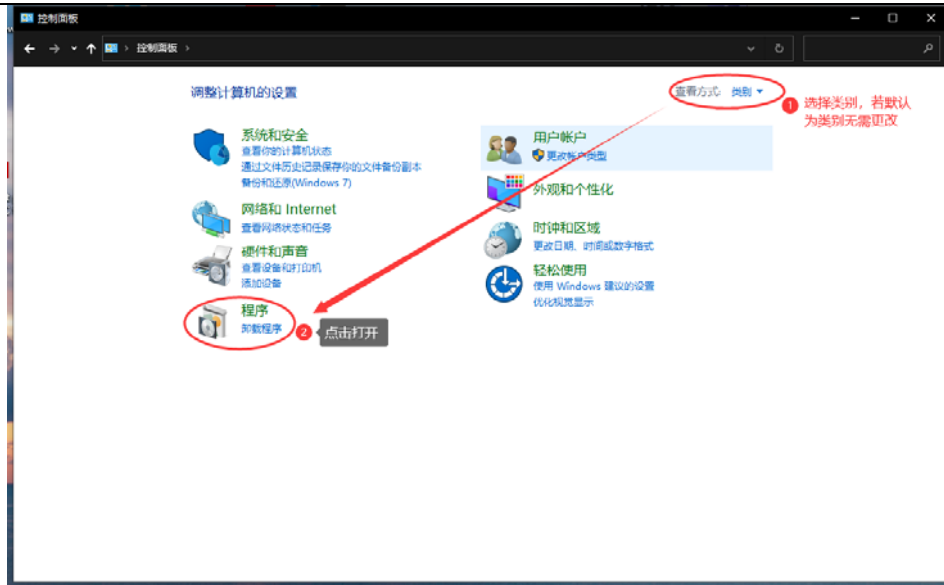 控制面板
控制面板
调整计算机的设置
查看方式: 类别
1 选择类别，若默认
为类别无需更改
系统和安全
查看你的计算机状态
通过文件历史记录保存你的文件备份副本
备份和还原(Windows 7)
网络和 Internet
查看网络状态和任务
硬件和声音
查看设备和打印机
添加设备
程序
卸载程序
2 点击打开
用户帐户
更改帐户类型
外观和个性化
时钟和区域
更改日期、时间或数字格式
轻松使用
使用 Windows 建议的设置
优化视觉显示